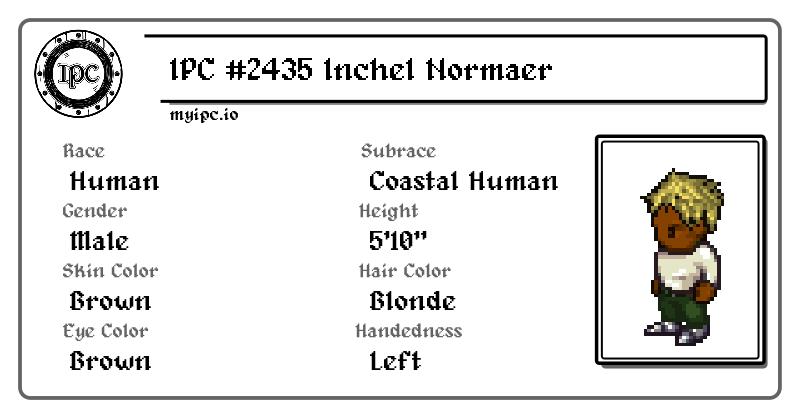 IPC
IPC #2435 Inchel Normaer
myipc.io
Race
Human
Subrace
Coastal Human
Gender
Male
Height
5'10"
Skin Color
Brown
Hair Color
Blonde
Eye Color
Brown
Handedness
Left